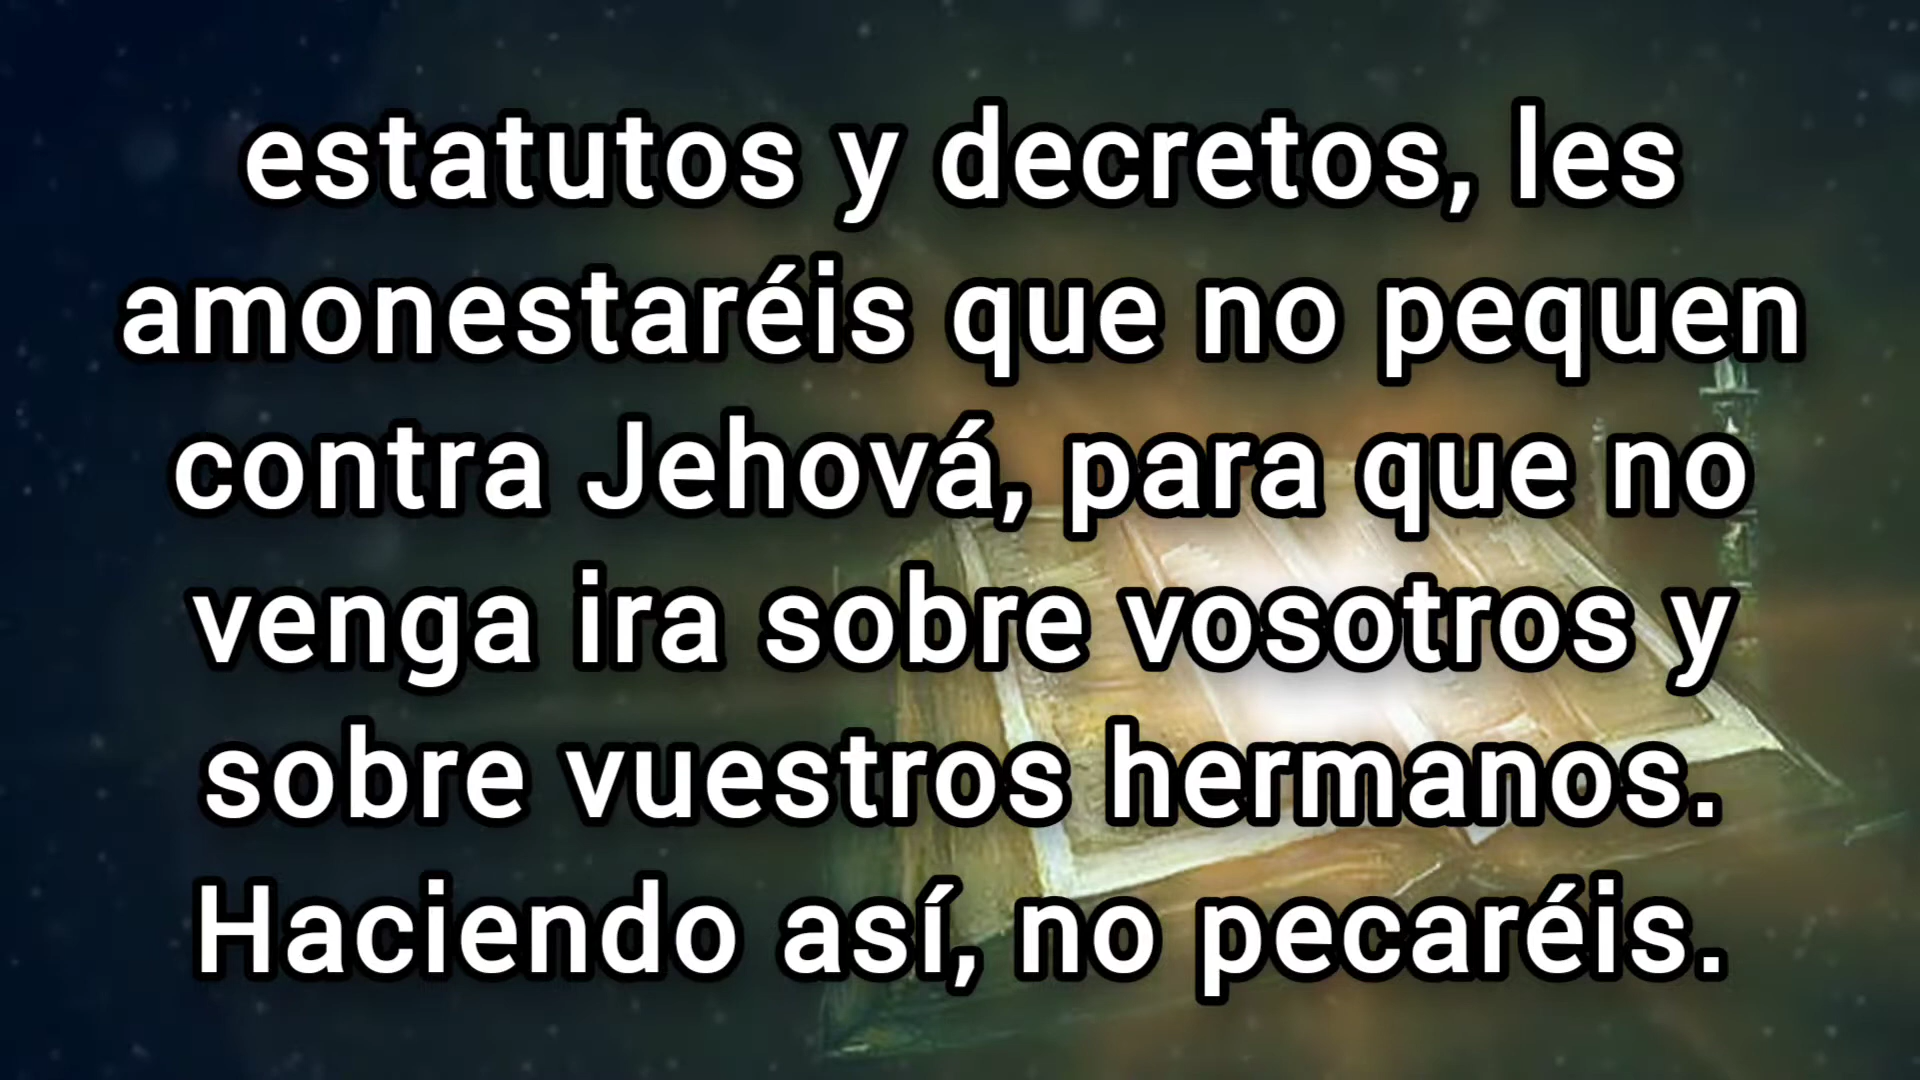 estatutos y decretos, les
amonestaréis que no pequen
contra Jehová, para que no
venga ira sobre vosotros y
sobre vuestros hermanos.
Haciendo así, no pecaréis.